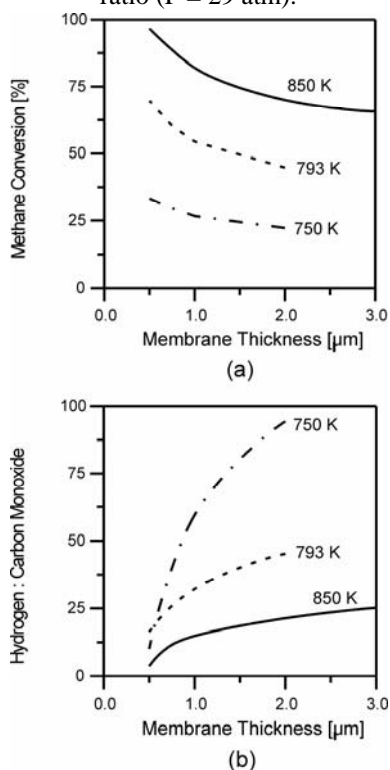 ratio (P = 29 atm).
100
75
50
25
0
Methane Conversion [%]
850 K
793 K
750 K
0.0 1.0 2.0 3.0
Membrane Thickness [µm]
(a)
100
75
50
25
0
Hydrogen : Carbon Monoxide
750 K
793 K
850 K
0.0 1.0 2.0 3.0
Membrane Thickness [µm]
(b)